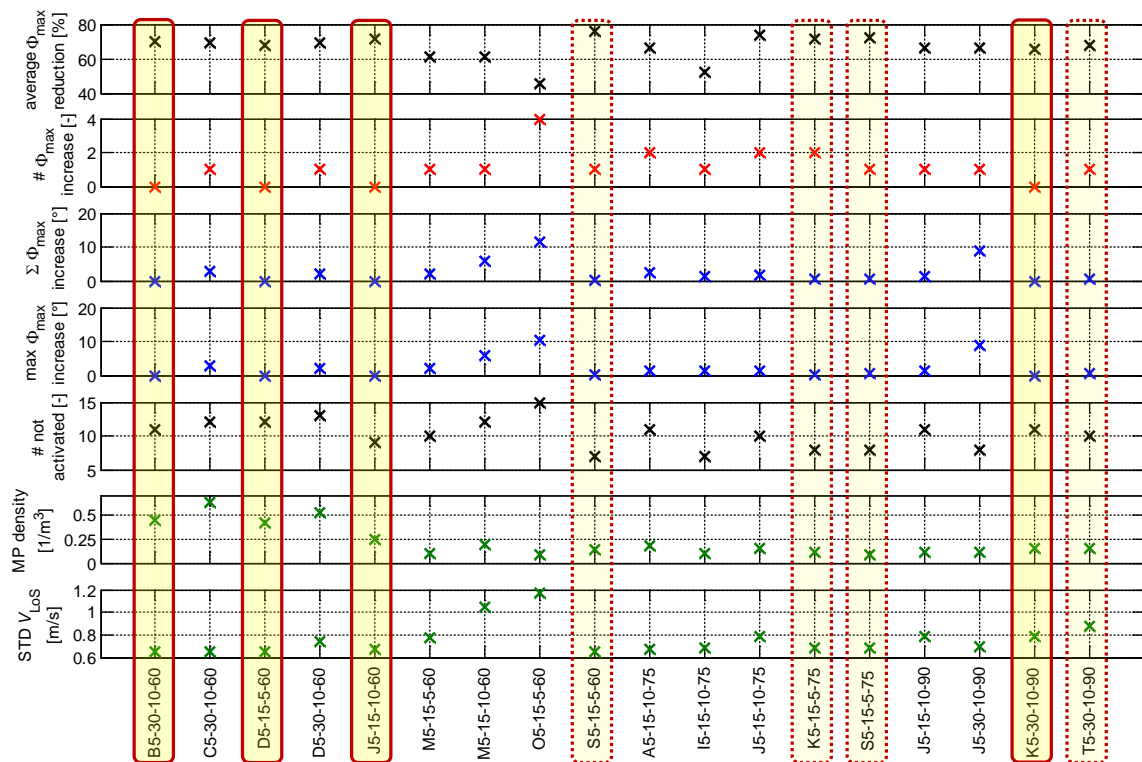 average Φmax
reduction [%]
80
60
40
# Φmax
increase [-]
4
2
0
Σ Φmax
increase [°]
20
10
0
max Φmax
increase [°]
20
10
0
# not
activated [-]
15
10
5
MP density
[1/m³]
0.5
0.25
0
STD VLoS
[m/s]
1.2
1
0.8
0.6
B5-30-10-60
C5-30-10-60
D5-15-5-60
D5-30-10-60
J5-15-10-60
M5-15-5-60
M5-15-10-60
O5-15-5-60
S5-15-5-60
A5-15-10-75
I5-15-10-75
J5-15-10-75
K5-15-5-75
S5-15-5-75
J5-15-10-90
J5-30-10-90
K5-30-10-90
T5-30-10-90